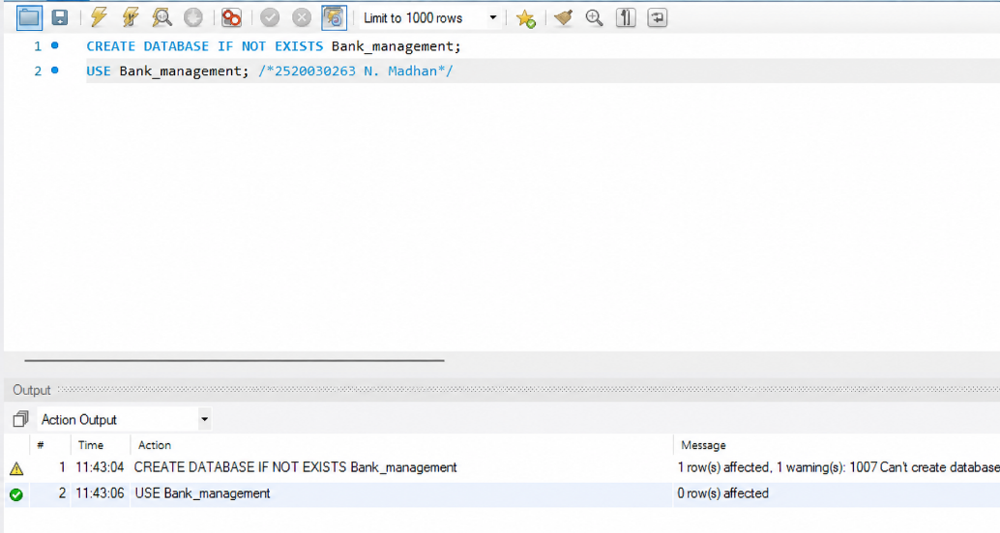 Limit to 1000 rows
1 CREATE DATABASE IF NOT EXISTS Bank_management;
2 USE Bank_management; /*2520030263 N. Madhan*/
Output
Action Output
# Time Action Message
1 11:43:04 CREATE DATABASE IF NOT EXISTS Bank_management 1 row(s) affected, 1 warning(s): 1007 Can't create database
2 11:43:06 USE Bank_management 0 row(s) affected